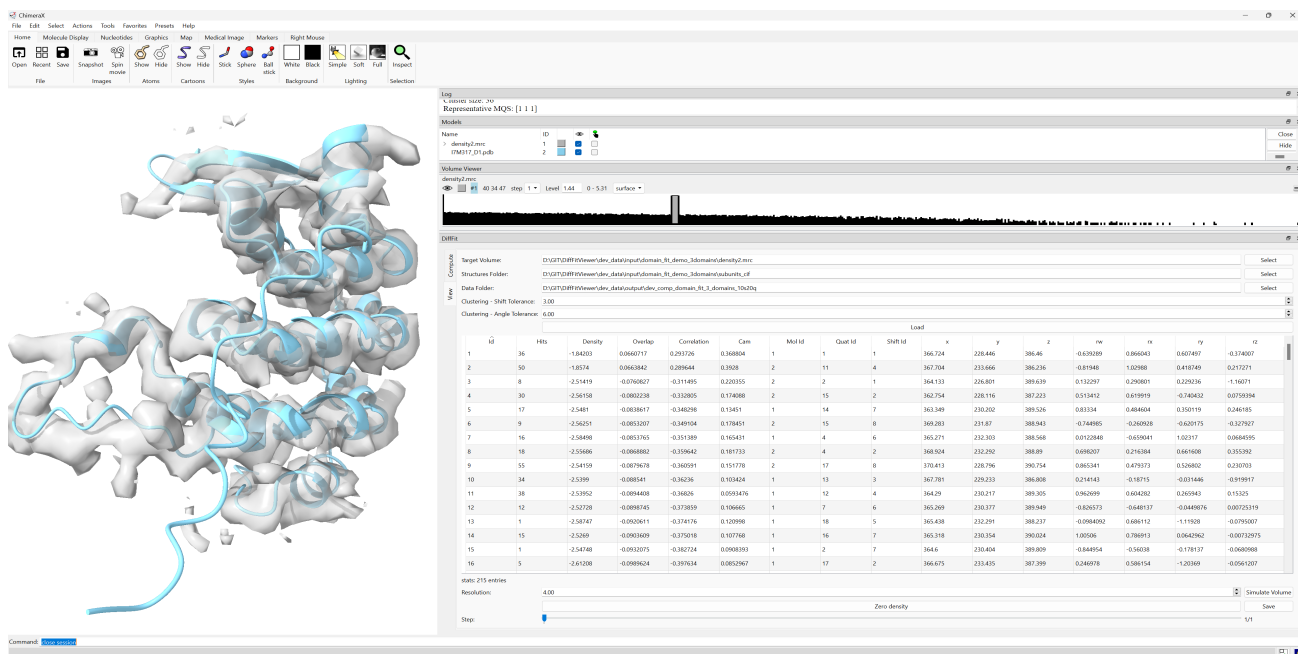 ChimeraX
File Edit Select Actions Tools Favorites Presets Help
Home Molecule Display Nucleotides Graphics Map Medical Image Markers Right Mouse
Open Recent Save Snapshot Spin movie Show Hide Show Hide Stick Sphere Ball stick White Black Simple Soft Full Inspect
File Images Atoms Cartoons Styles Background Lighting Selection
Log
Cluster size: 36
Representative MQS: [1 1 1]
Models
Name ID Close
density2.mrc 1 Hide
I7M317_D1.pdb 2
Volume Viewer
density2.mrc
#1 40 34 47 step 1 Level 1.44 0 - 5.31 surface
DiffFit
Compute
View
Target Volume: D:\GIT\DiffFitViewer\dev_data\input\domain_fit_demo_3domains\density2.mrc Select
Structures Folder: D:\GIT\DiffFitViewer\dev_data\input\domain_fit_demo_3domains\subunits_cif Select
Data Folder: D:\GIT\DiffFitViewer\dev_data\output\dev_comp_domain_fit_3_domains_10s20q Select
Clustering - Shift Tolerance: 3.00
Clustering - Angle Tolerance: 6.00
Load
Id Hits Density Overlap Correlation Cam Mol Id Quat Id Shift Id x y z rw rx ry rz
1 36 -1.84203 0.0660717 0.293726 0.368804 2 1 1 366.724 228.446 386.46 -0.639289 0.866043 0.607497 -0.374007
2 50 -1.8574 0.0663842 0.289644 0.3928 2 11 4 367.704 233.666 386.236 -0.81948 1.02988 0.418749 0.217271
3 8 -2.51419 -0.0760827 -0.311495 0.220355 2 2 1 364.133 226.801 389.639 0.132297 0.290801 0.229236 -1.16071
4 30 -2.56158 -0.0802238 -0.332805 0.174088 2 15 2 362.754 228.116 387.223 0.513412 0.619919 -0.740432 0.0759394
5 17 -2.5481 -0.0838617 -0.348298 0.13451 1 14 7 363.349 230.202 389.526 0.83334 0.484604 0.350119 0.246185
6 9 -2.56251 -0.0853207 -0.349104 0.178451 2 15 8 369.283 231.87 388.943 -0.744985 -0.260928 -0.620175 -0.327927
7 16 -2.58498 -0.0853765 -0.351389 0.165431 1 4 6 365.271 232.303 388.568 0.0122848 -0.659041 1.02317 0.0684595
8 18 -2.55686 -0.0868882 -0.359642 0.181733 2 4 2 368.924 232.292 388.89 0.698207 0.216384 0.661608 0.355392
9 55 -2.54159 -0.0879678 -0.360591 0.151778 2 17 8 370.413 228.796 390.754 0.865341 0.479373 0.526802 0.230703
10 34 -2.5399 -0.088541 -0.36236 0.103424 1 13 3 367.781 229.233 386.808 0.214143 -0.18715 -0.031446 -0.919917
11 38 -2.53952 -0.0894408 -0.36826 0.0593476 1 12 4 364.29 230.217 389.305 0.962699 0.604282 0.265943 0.15325
12 12 -2.52728 -0.0898745 -0.373859 0.106665 1 7 6 365.269 230.377 389.949 -0.826573 -0.648137 -0.0449876 0.00725319
13 1 -2.58747 -0.0920611 -0.374176 0.120998 1 18 5 365.438 232.291 388.237 -0.0984092 0.686112 -1.11928 -0.0795007
14 15 -2.5269 -0.0903609 -0.375018 0.107768 1 16 7 365.318 230.354 390.024 1.00506 0.786913 0.0642962 -0.00732975
15 1 -2.54748 -0.0932075 -0.382724 0.0908393 1 2 7 364.6 230.404 389.809 -0.844954 -0.56038 -0.178137 -0.0680988
16 5 -2.61208 -0.0989624 -0.397634 0.0852967 1 17 2 366.675 233.435 387.399 0.246978 0.586154 -1.20369 -0.0561207
stats: 215 entries
Resolution: 4.00 Simulate Volume
Zero density Save
Step: 1/1
Command: close session